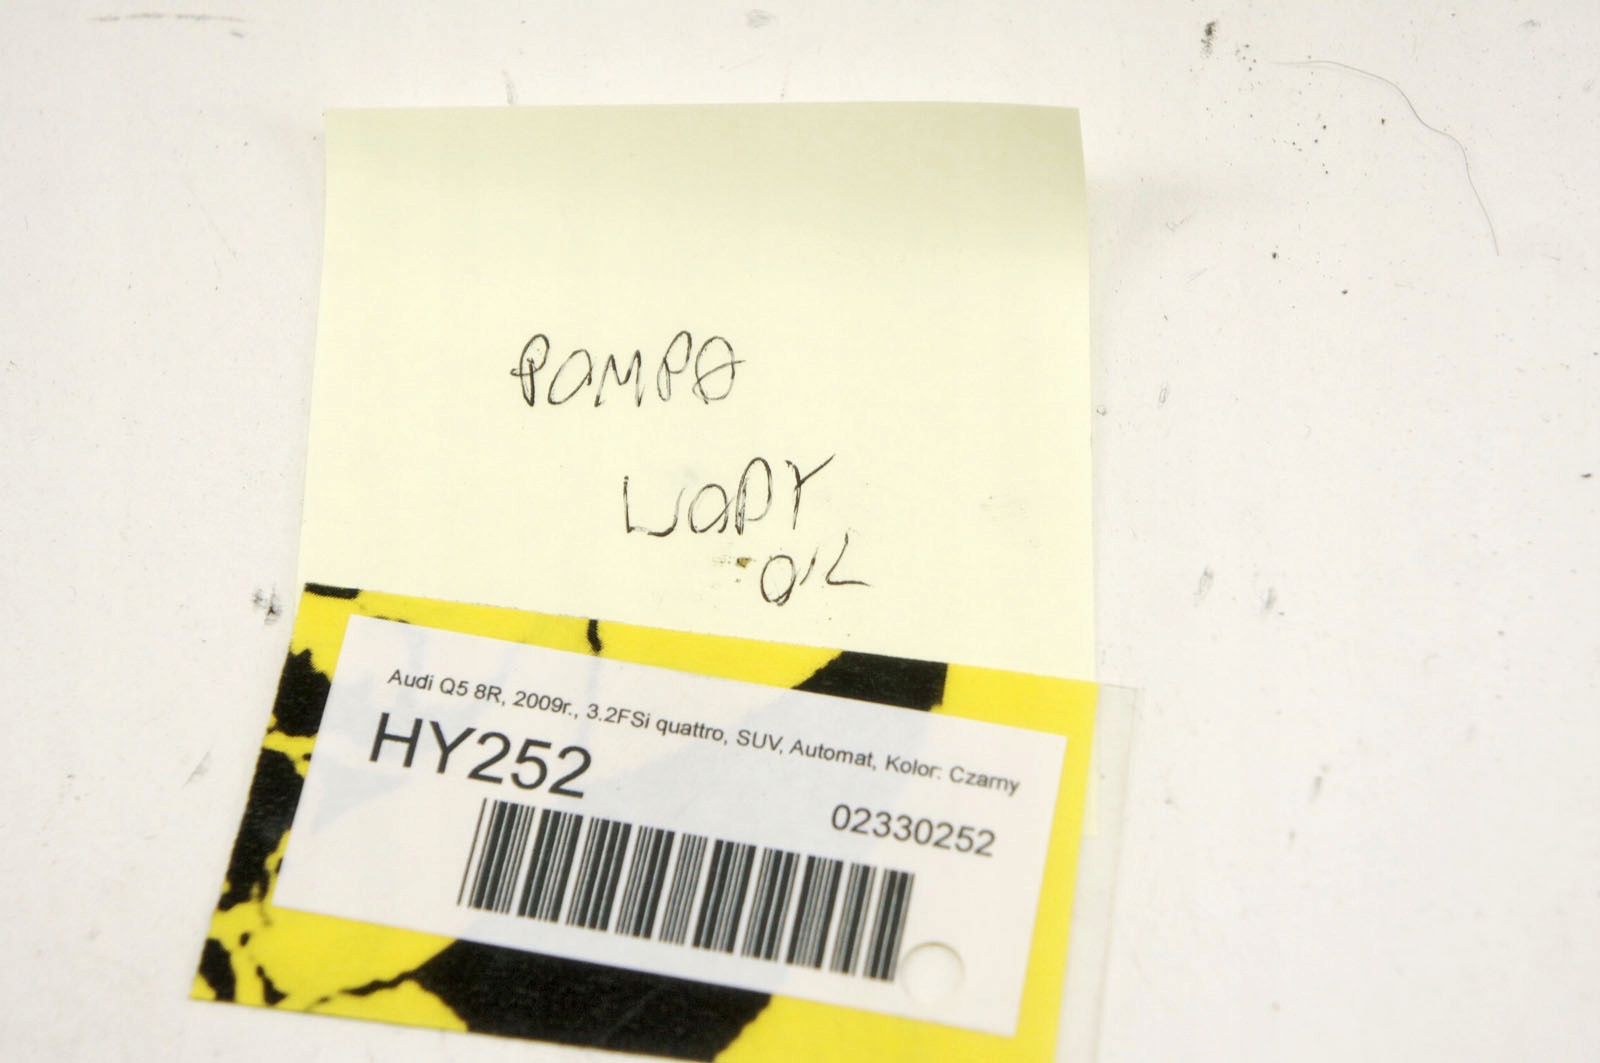 POMPA
WODY
OIL
Audi Q5 8R, 2009r., 3.2FSi quattro, SUV, Automat, Kolor: Czarny
HY252
02330252